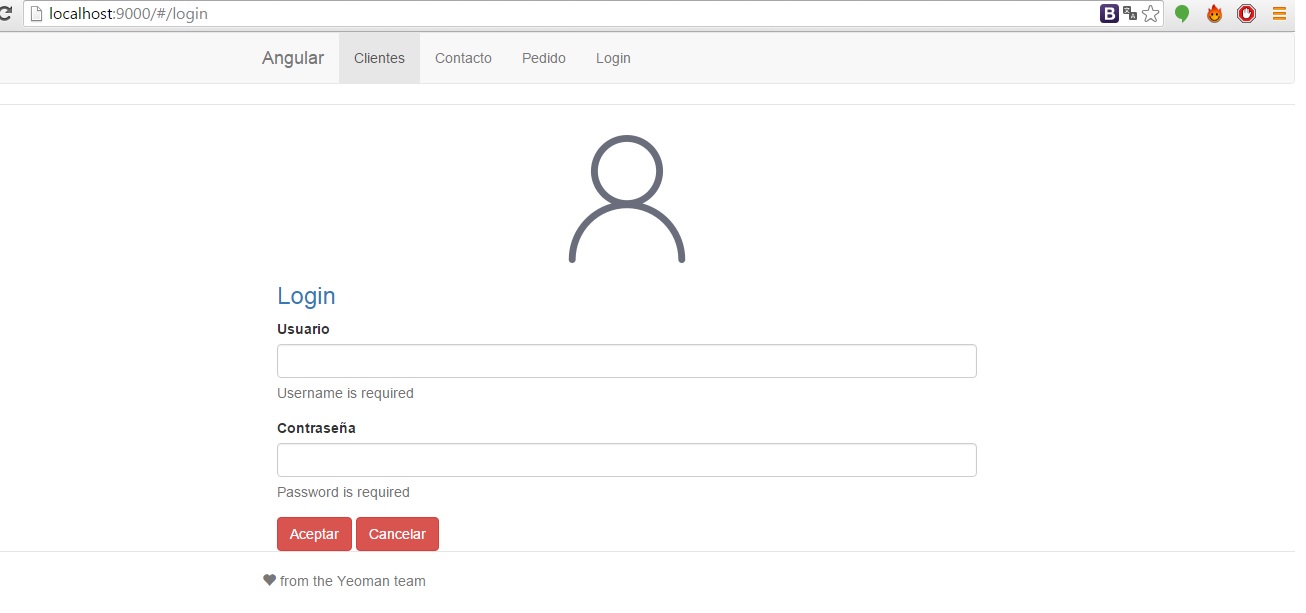 localhost:9000/#/login
Angular Clientes Contacto Pedido Login
Login
Usuario
Username is required
Contraseña
Password is required
Aceptar Cancelar
from the Yeoman team